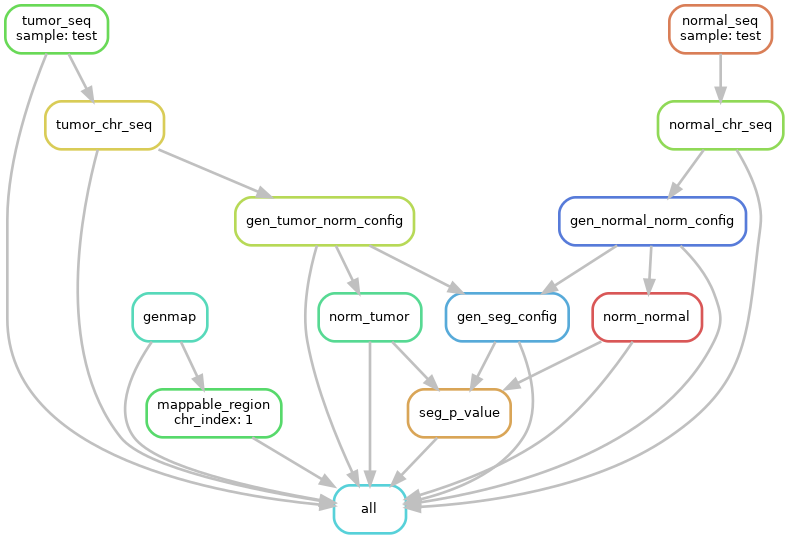 tumor_seq
sample: test
normal_seq
sample: test
tumor_chr_seq
normal_chr_seq
gen_tumor_norm_config
gen_normal_norm_config
genmap
norm_tumor
gen_seg_config
norm_normal
mappable_region
chr_index: 1
seg_p_value
all